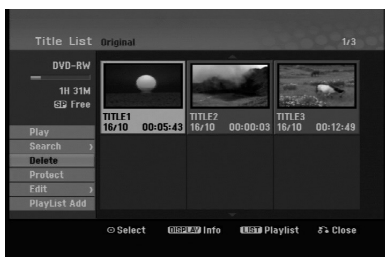 Title List Original 1/3
DVD-RW
1H 31M
SP Free
TITLE1 TITLE2 TITLE3
16/10 00:05:43 16/10 00:00:03 16/10 00:12:49
Play
Search
Delete
Protect
Edit
PlayList Add
Select DISPLAY Info LIST Playlist Close